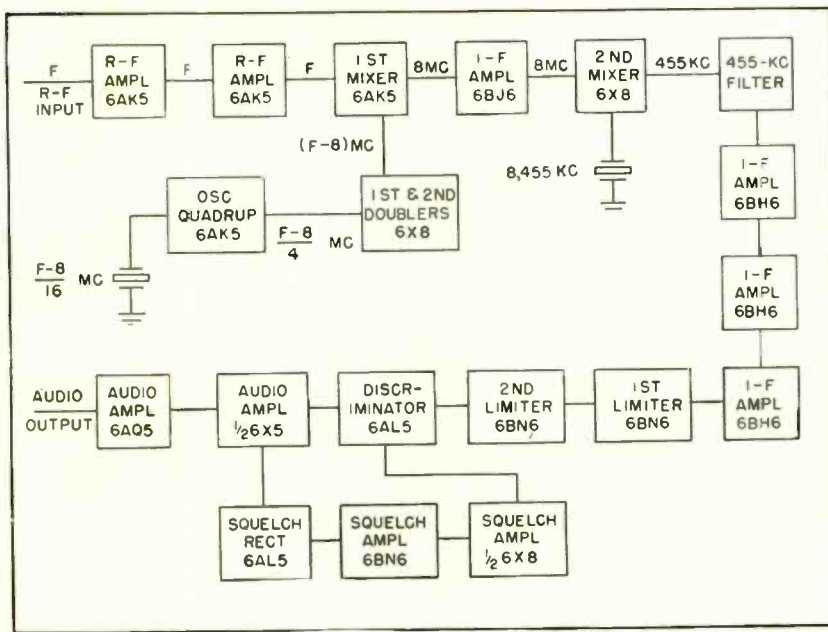 F
R-F
INPUT
R-F
AMPL
6AK5
F
R-F
AMPL
6AK5
F
1ST
MIXER
6AK5
8MC
I-F
AMPL
6BJ6
8MC
2ND
MIXER
6X8
455KC
455-KC
FILTER
(F-8)MC
8,455 KC
OSC
QUADRUP
6AK5
F-8
4 MC
1ST & 2ND
DOUBLERS
6X8
F-8
16 MC
I-F
AMPL
6BH6
I-F
AMPL
6BH6
I-F
AMPL
6BH6
AUDIO
OUTPUT
AUDIO
AMPL
6AQ5
AUDIO
AMPL
1/2 6X5
DISCR-
IMINATOR
6AL5
2ND
LIMITER
6BN6
1ST
LIMITER
6BN6
SQUELCH
RECT
6AL5
SQUELCH
AMPL
6BN6
SQUELCH
AMPL
1/2 6X8